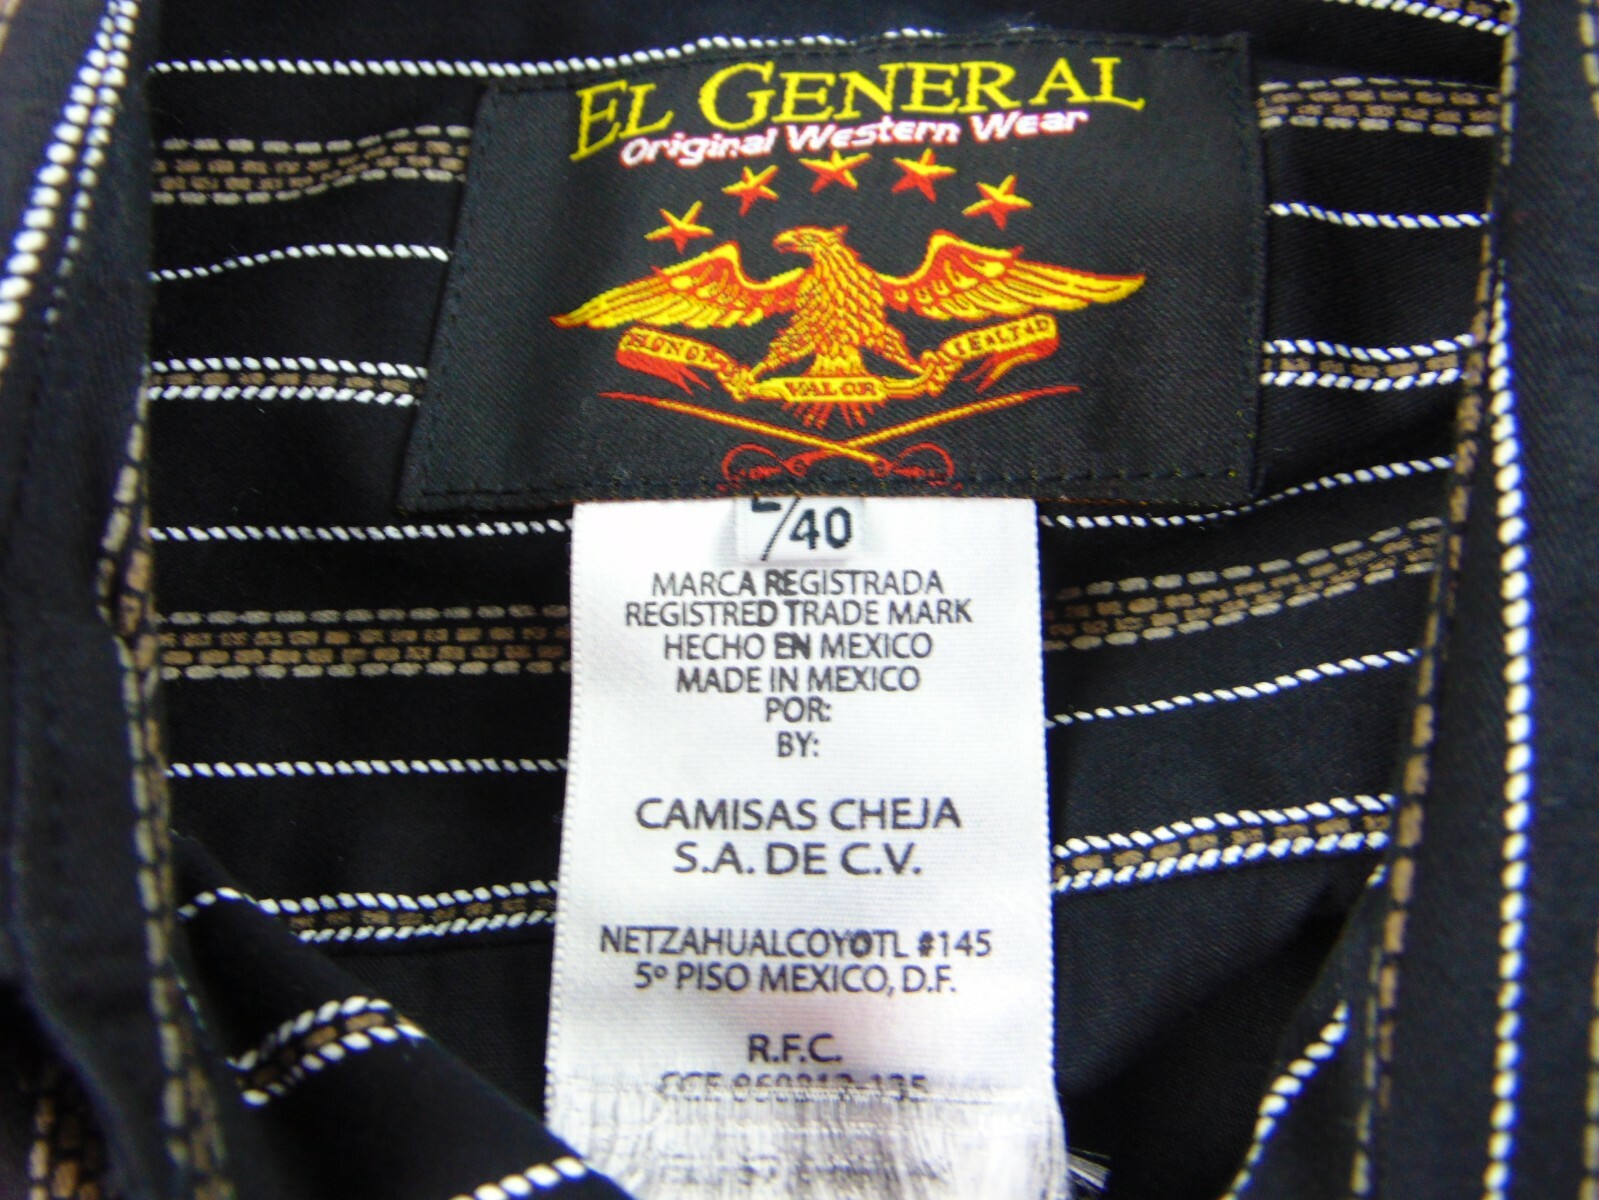 EL GENERAL
Original Western Wear
HONOR
LEALTAD
VALOR
L/40
MARCA REGISTRADA
REGISTRED TRADE MARK
HECHO EN MEXICO
MADE IN MEXICO
POR:
BY:
CAMISAS CHEJA
S.A. DE C.V.
NETZAHUALCOYOTL #145
5º PISO MEXICO, D.F.
R.F.C.